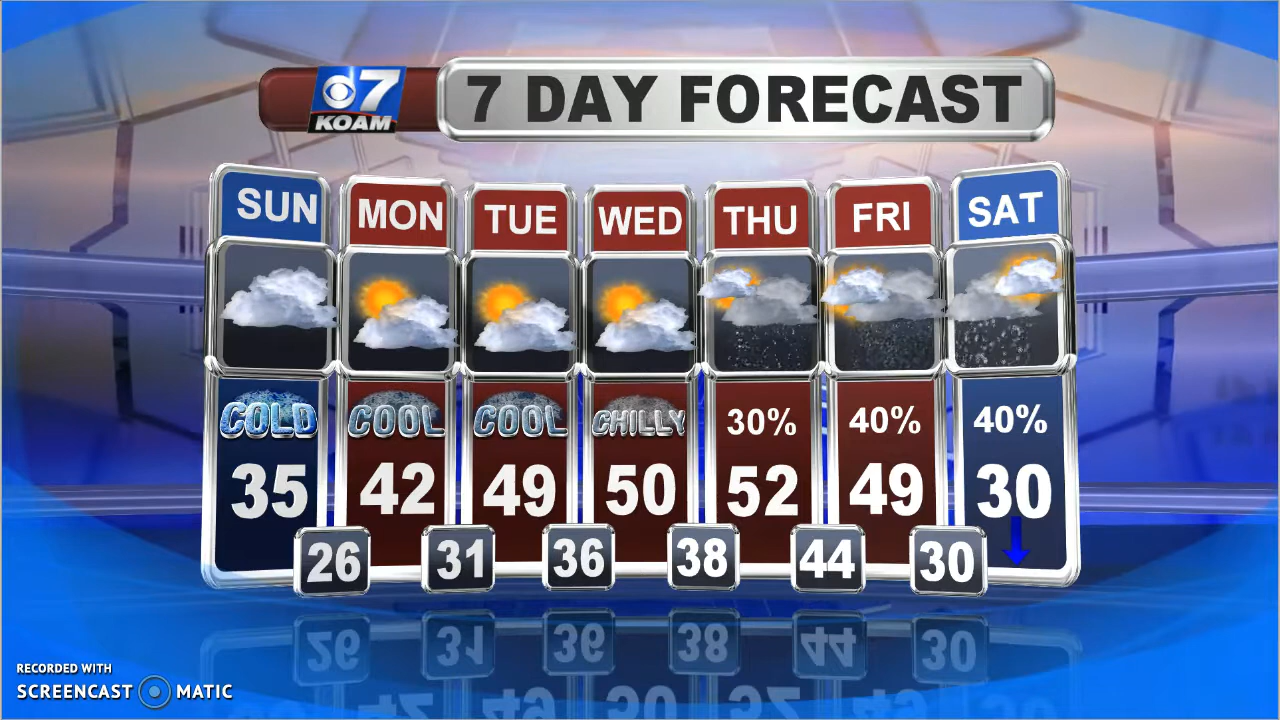 7
KOAM
7 DAY FORECAST
SUN MON TUE WED THU FRI SAT
COLD COOL COOL CHILLY 30% 40% 40%
35 42 49 50 52 49 30
26 31 36 38 44 30
RECORDED WITH
SCREENCAST MATIC